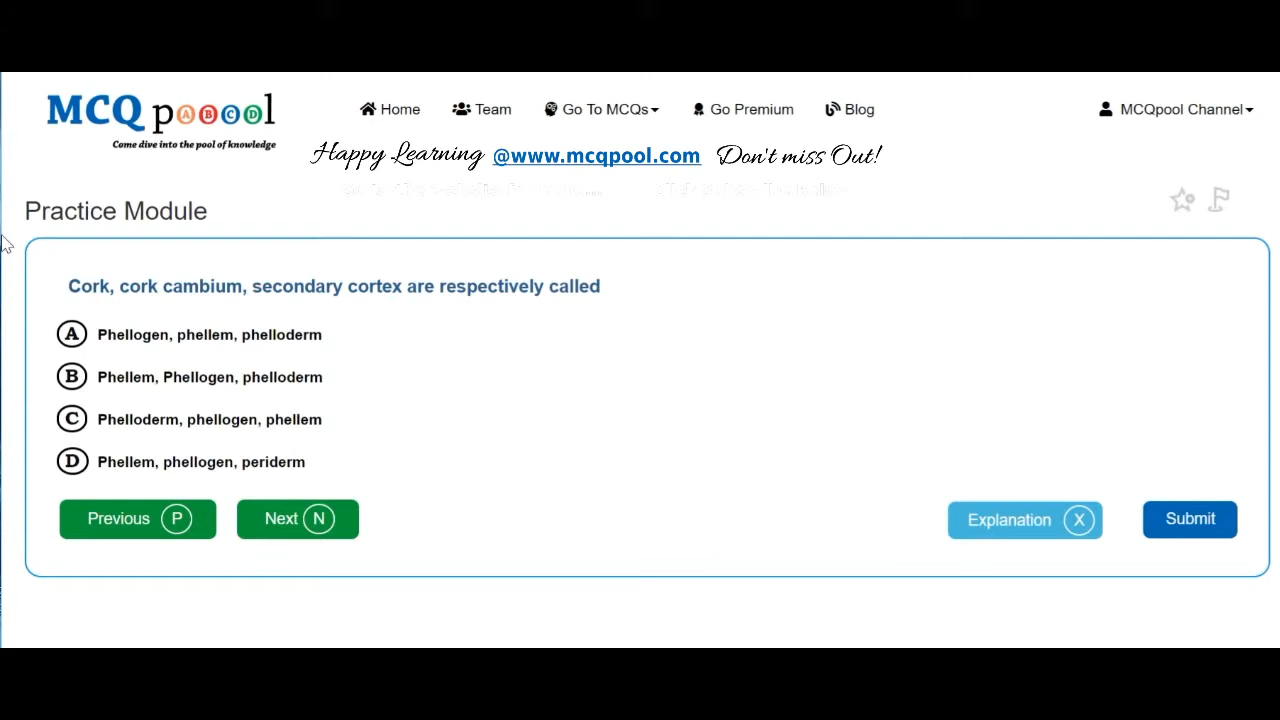 MCQ pooool
Come dive into the pool of knowledge
Home Team Go To MCQs Go Premium Blog MCQpool Channel
Happy Learning @www.mcqpool.com Don't miss Out!
Practice Module
Cork, cork cambium, secondary cortex are respectively called
A Phellogen, phellem, phelloderm
B Phellem, Phellogen, phelloderm
C Phelloderm, phellogen, phellem
D Phellem, phellogen, periderm
Previous P Next N Explanation X Submit